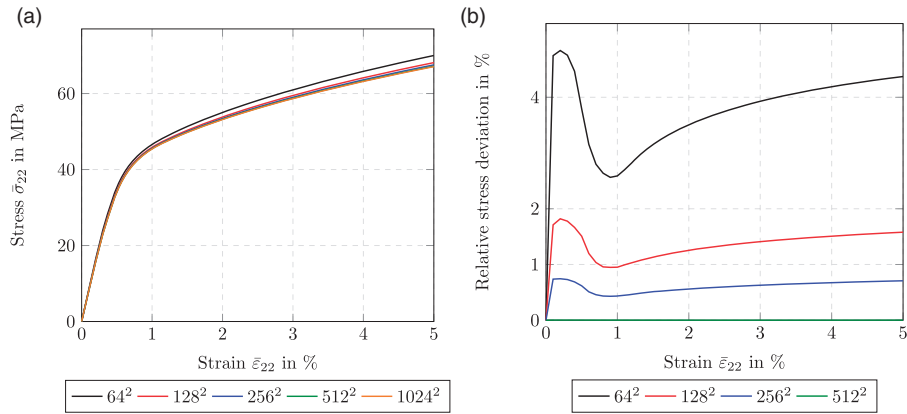 (a)
Stress σ̄₂₂ in MPa
60
40
20
0
0 1 2 3 4 5
Strain ε̄₂₂ in %
64² 128² 256² 512² 1024²
(b)
Relative stress deviation in %
4
2
1
0
0 1 2 3 4 5
Strain ε̄₂₂ in %
64² 128² 256² 512²